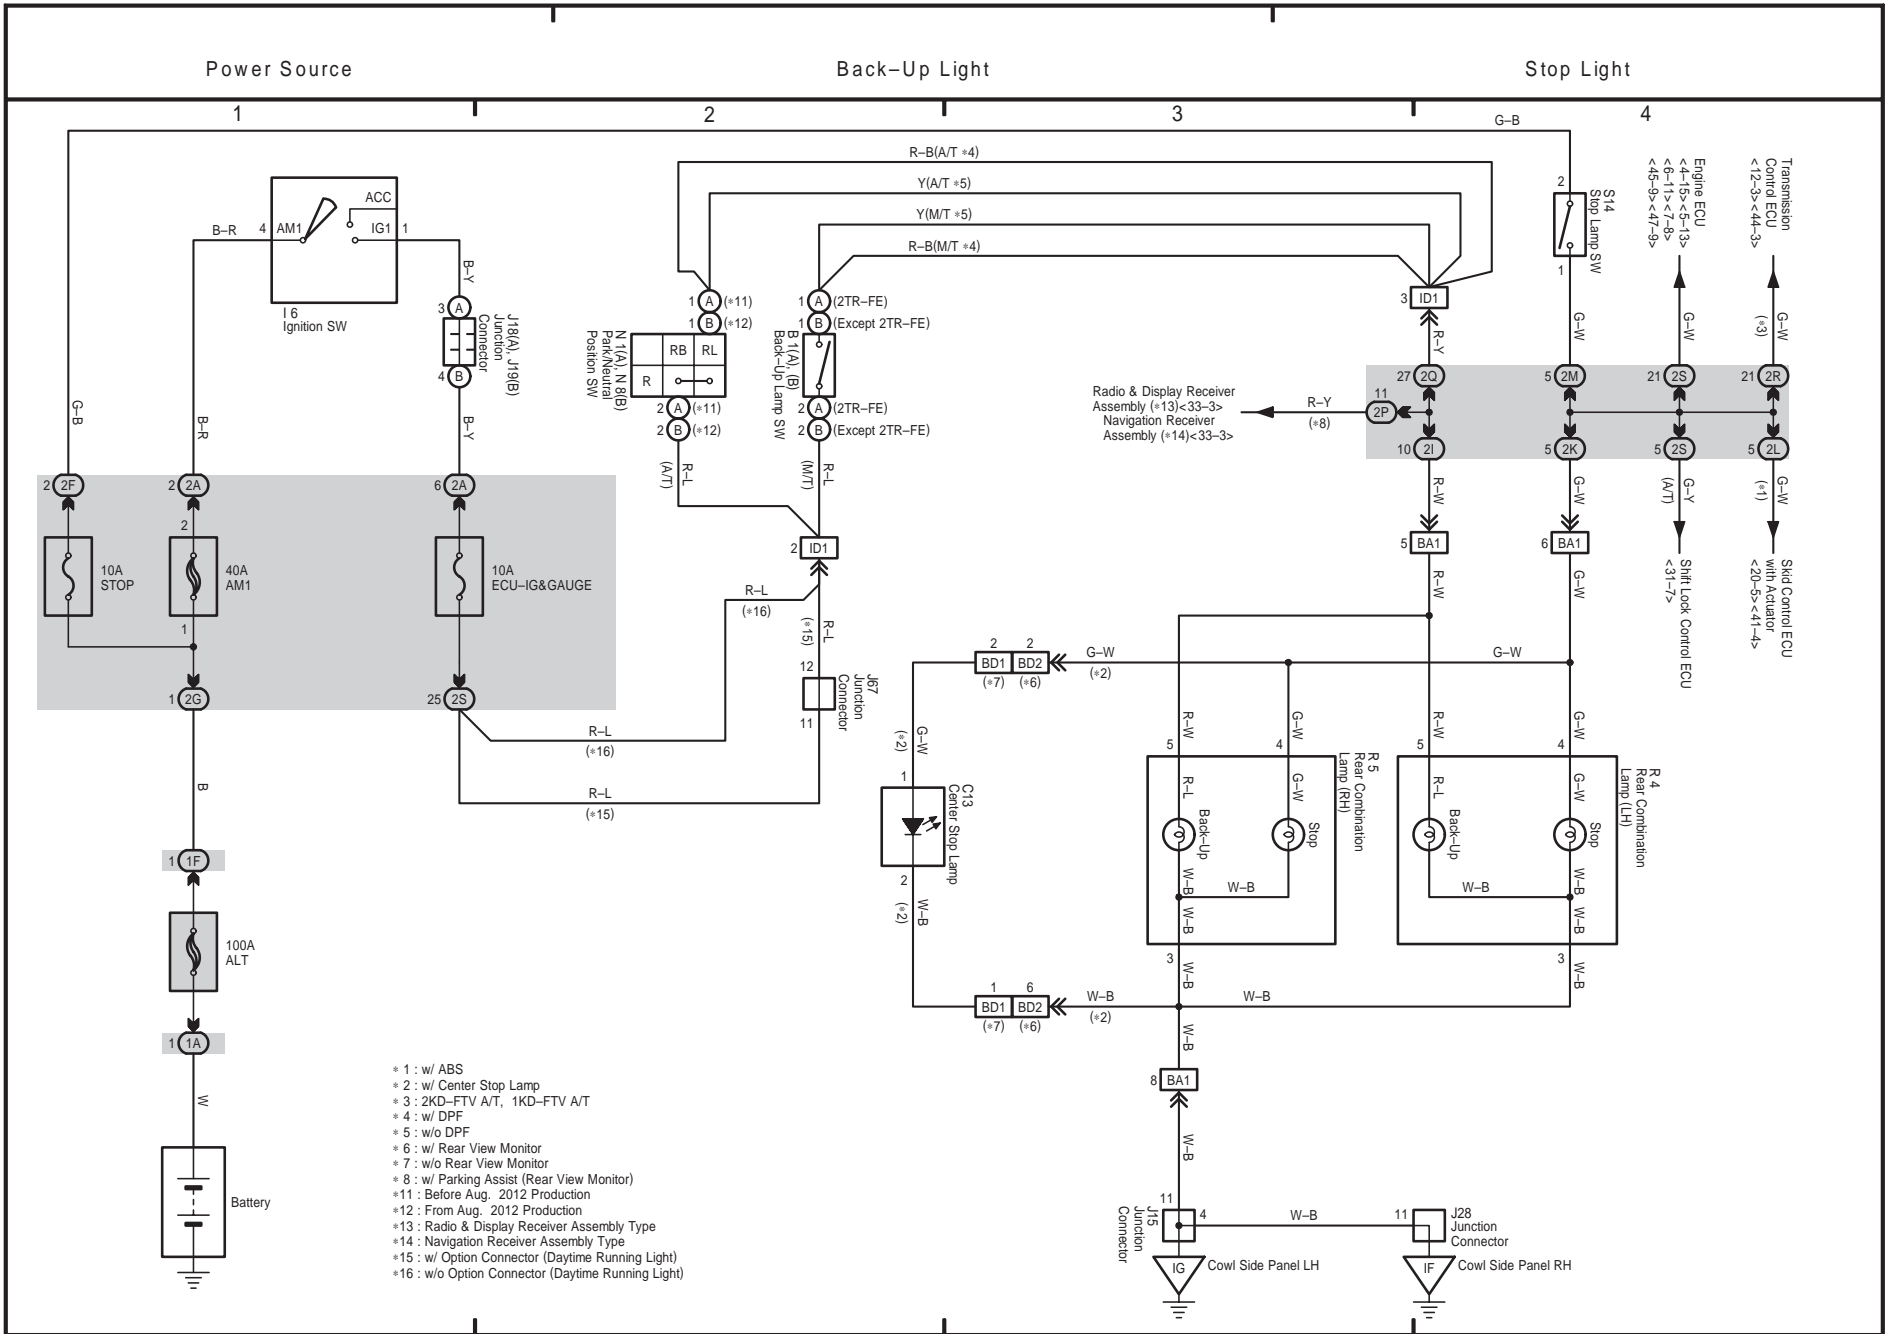 Power Source
Back–Up Light
Stop Light
1
2
3
4
G–B
R–B(A/T *4)
Y(A/T *5)
Y(M/T *5)
R–B(M/T *4)
ACC
4
AM1
IG1
1
B–R
I 6
Ignition SW
B–Y
3
A
J18(A), J19(B)
Junction
Connector
4
B
B–Y
G–B
B–R
1
A
(*11)
1
B
(*12)
N 1(A), N 8(B)
Park/Neutral
Position SW
RB
RL
R
2
A
(*11)
2
B
(*12)
R–L
(A/T)
1
A
(2TR–FE)
1
B
(Except 2TR–FE)
B 1(A), (B)
Back–Up Lamp SW
2
A
(2TR–FE)
2
B
(Except 2TR–FE)
R–L
(M/T)
3
ID1
R–Y
2
S14
Stop Lamp SW
1
G–W
Engine ECU
<4–15><5–13>
<6–11><7–8>
<45–9><47–9>
G–W
Transmission
Control ECU
<12–3><44–3>
G–W
(*3)
Radio & Display Receiver
Assembly (*13)<33–3>
Navigation Receiver
Assembly (*14)<33–3>
R–Y
(*8)
27
2Q
11
2P
10
2I
5
2M
5
2K
21
2S
5
2S
21
2R
5
2L
R–W
G–W
G–Y
(A/T)
G–W
(*1)
Shift Lock Control ECU
<31–7>
Skid Control ECU
with Actuator
<20–5><41–4>
5
BA1
6
BA1
R–W
G–W
2
2F
2
2A
6
2A
2
10A
STOP
40A
AM1
10A
ECU–IG&GAUGE
1
1
2G
25
2S
2
ID1
R–L
(*16)
R–L
(*15)
12
J67
Junction
Connector
11
R–L
(*16)
R–L
(*15)
2
2
BD1
BD2
(*7)
(*6)
G–W
(*2)
G–W
G–W
(*2)
1
C13
Center Stop Lamp
2
W–B
(*2)
R–W
G–W
5
4
R 5
Rear Combination
Lamp (RH)
R–L
G–W
Back–Up
Stop
W–B
W–B
W–B
3
W–B
R–W
G–W
5
4
R 4
Rear Combination
Lamp (LH)
R–L
G–W
Back–Up
Stop
W–B
W–B
W–B
3
W–B
1
6
BD1
BD2
(*7)
(*6)
W–B
(*2)
W–B
W–B
8
BA1
W–B
11
J15
Junction
Connector
4
W–B
11
J28
Junction
Connector
IG
Cowl Side Panel LH
IF
Cowl Side Panel RH
B
1
1F
100A
ALT
1
1A
W
Battery
* 1 : w/ ABS
* 2 : w/ Center Stop Lamp
* 3 : 2KD–FTV A/T, 1KD–FTV A/T
* 4 : w/ DPF
* 5 : w/o DPF
* 6 : w/ Rear View Monitor
* 7 : w/o Rear View Monitor
* 8 : w/ Parking Assist (Rear View Monitor)
*11 : Before Aug. 2012 Production
*12 : From Aug. 2012 Production
*13 : Radio & Display Receiver Assembly Type
*14 : Navigation Receiver Assembly Type
*15 : w/ Option Connector (Daytime Running Light)
*16 : w/o Option Connector (Daytime Running Light)